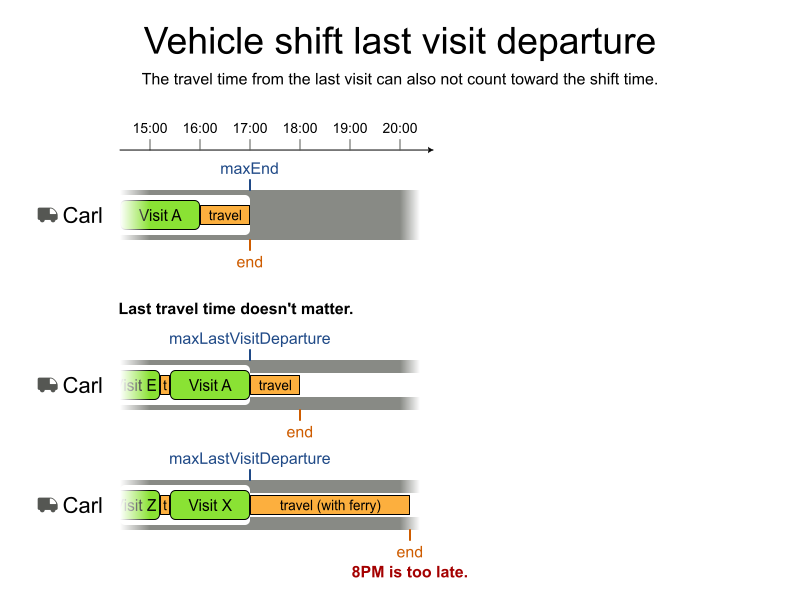 Vehicle shift last visit departure
The travel time from the last visit can also not count toward the shift time.
15:00 16:00 17:00 18:00 19:00 20:00
maxEnd
Carl Visit A travel
end
Last travel time doesn't matter.
maxLastVisitDeparture
Carl isit E t Visit A travel
end
maxLastVisitDeparture
Carl isit Z t Visit X travel (with ferry)
end
8PM is too late.